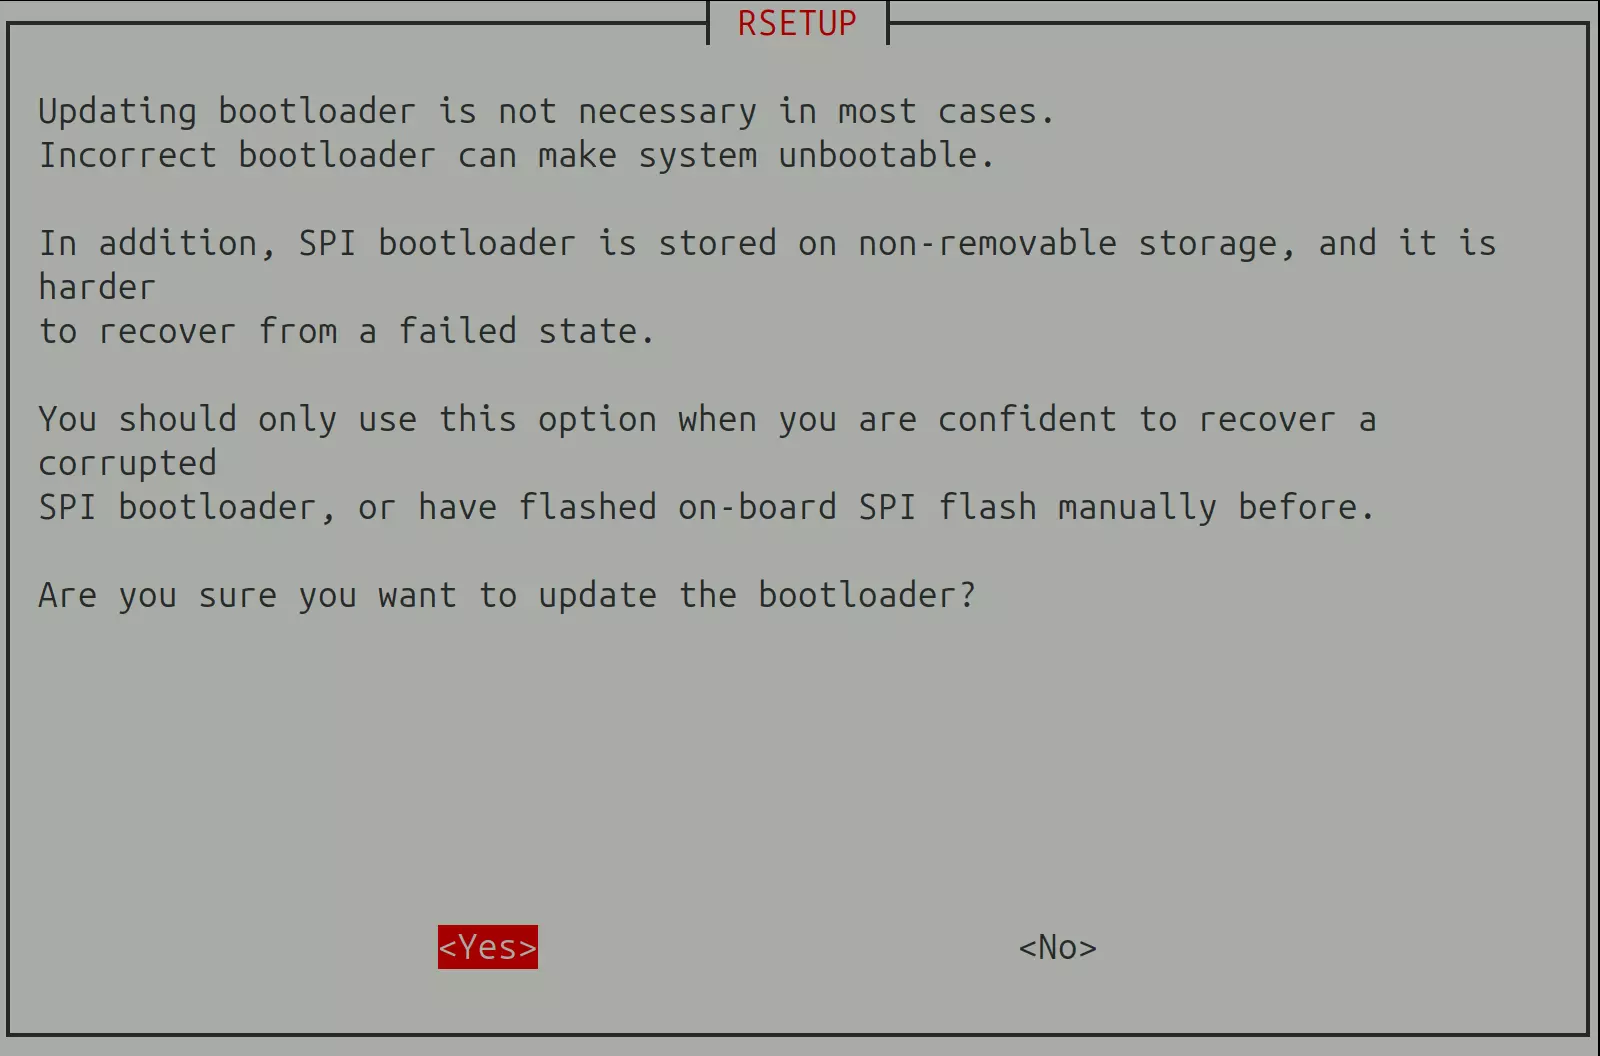 RSETUP
Updating bootloader is not necessary in most cases.
Incorrect bootloader can make system unbootable.
In addition, SPI bootloader is stored on non-removable storage, and it is
harder
to recover from a failed state.
You should only use this option when you are confident to recover a
corrupted
SPI bootloader, or have flashed on-board SPI flash manually before.
Are you sure you want to update the bootloader?
<Yes> <No>